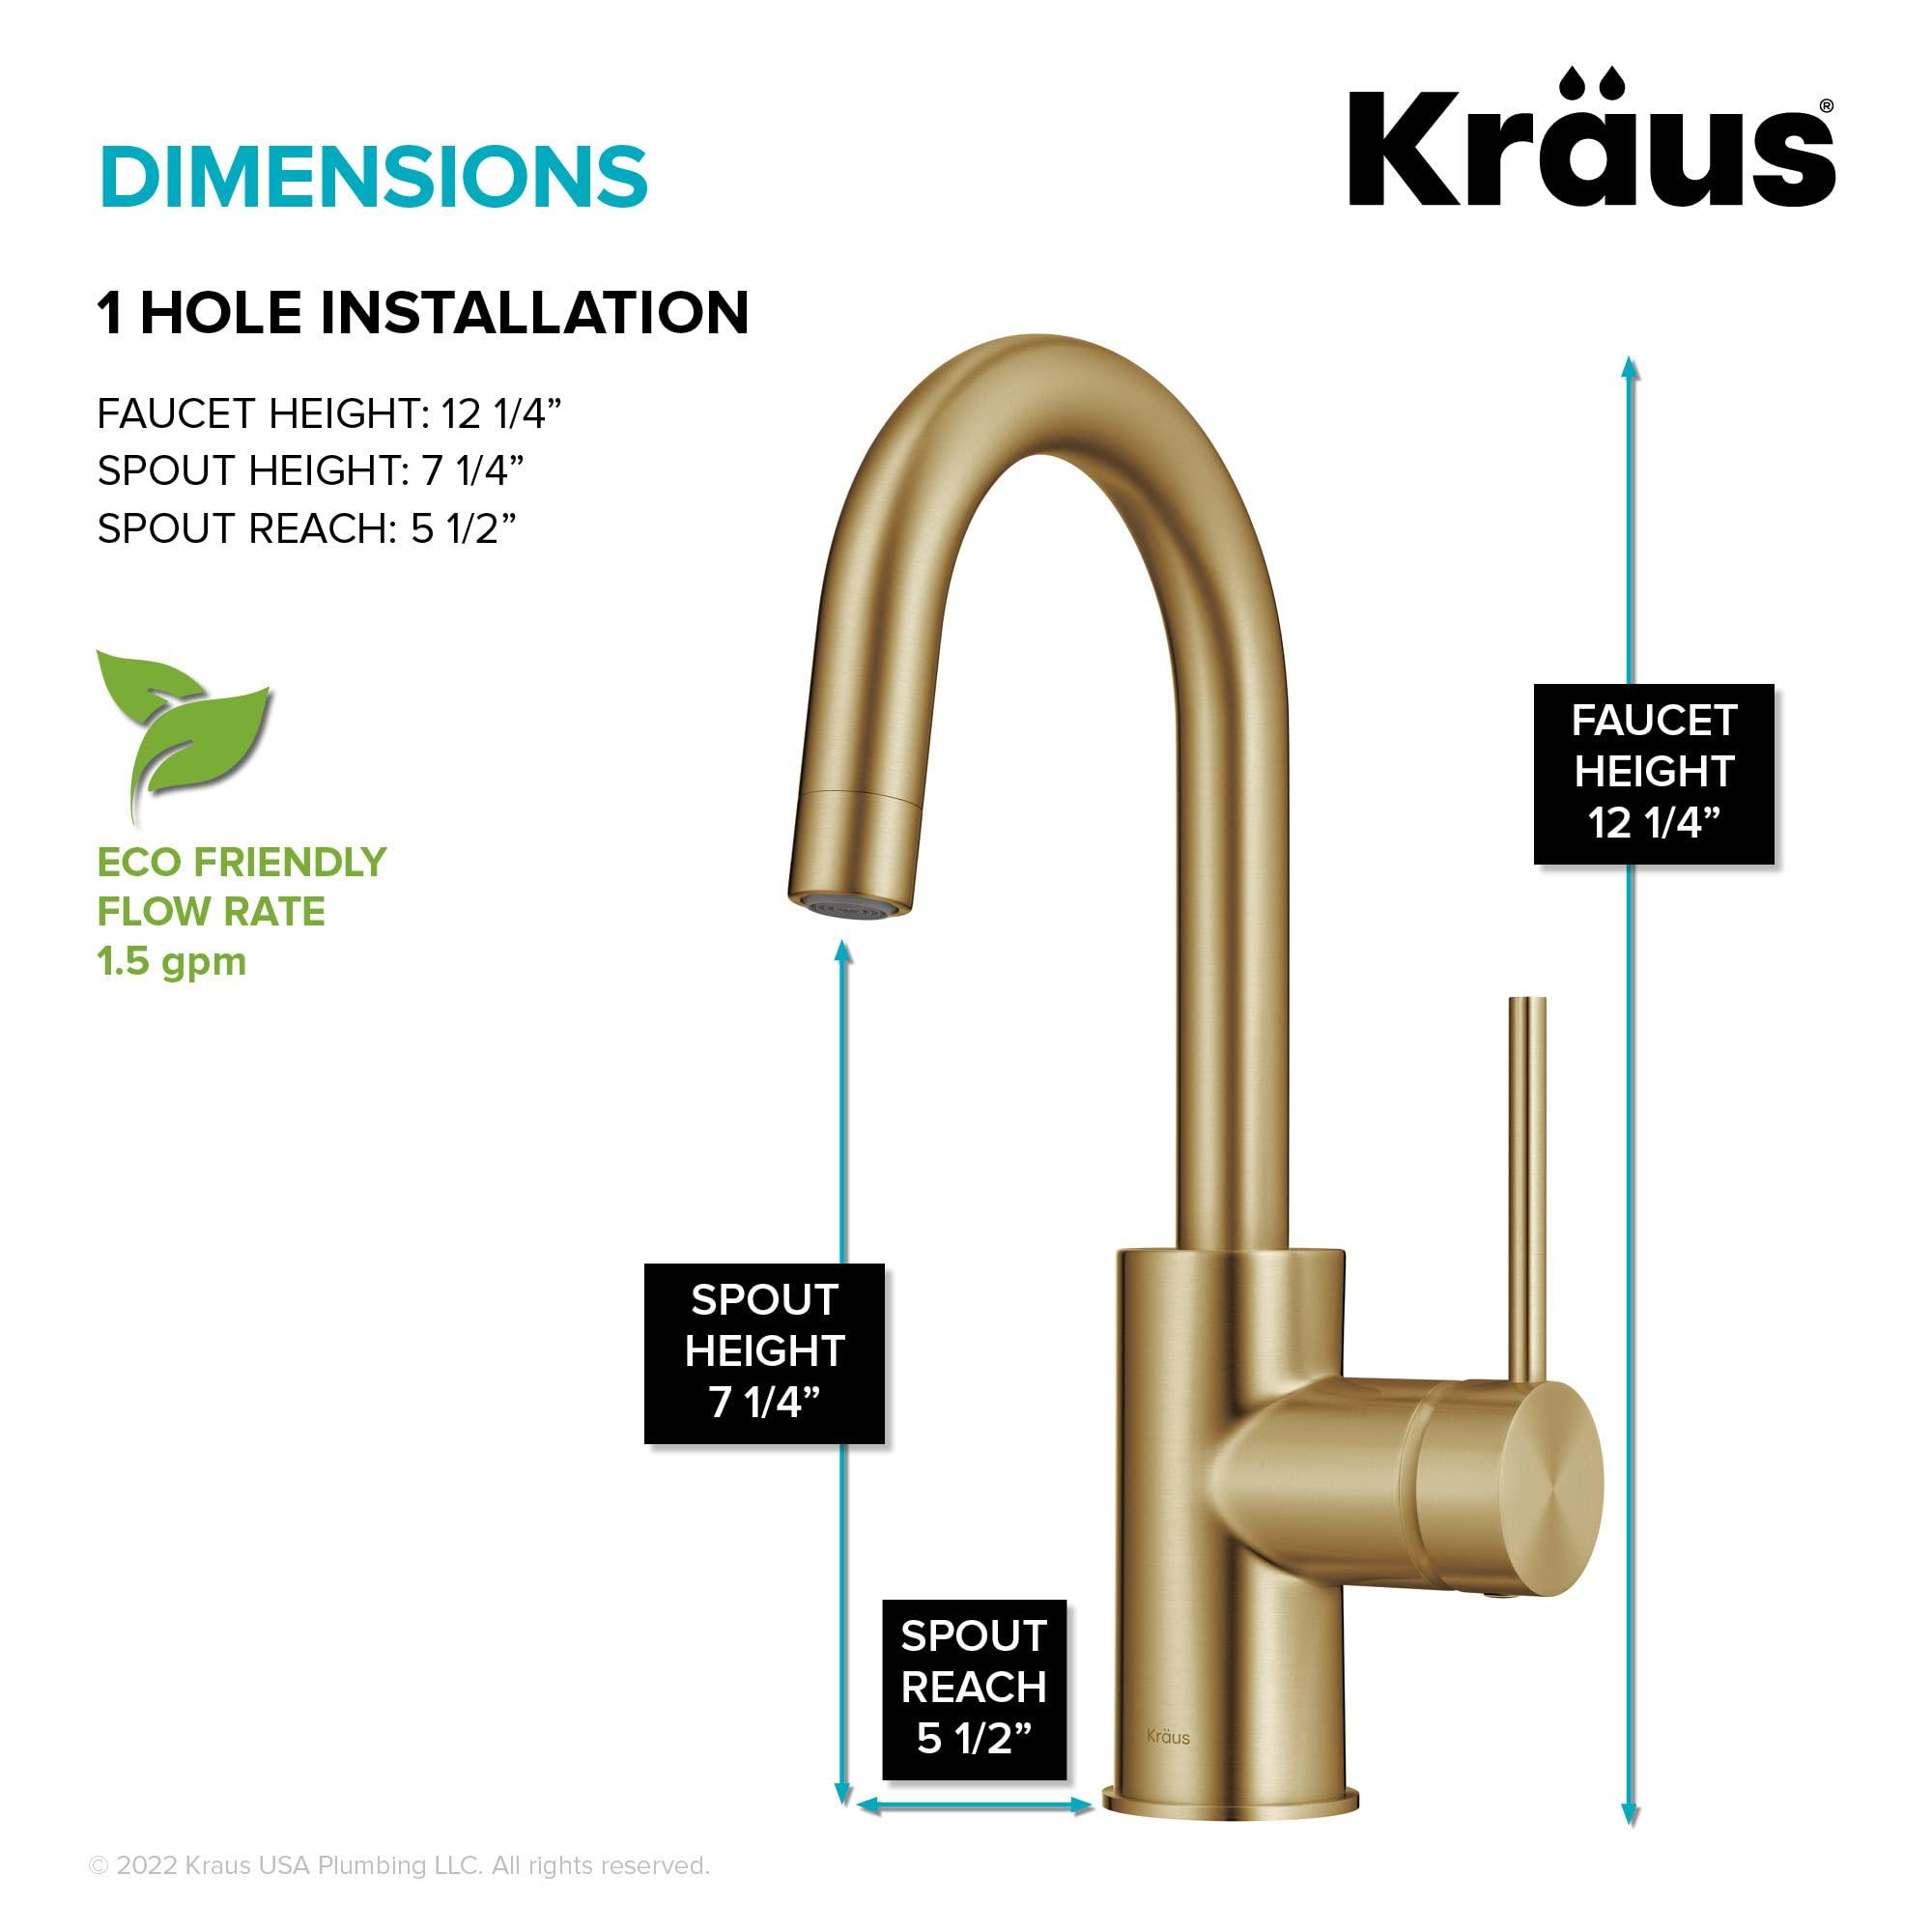 DIMENSIONS
Kräus®
1 HOLE INSTALLATION
FAUCET HEIGHT: 12 1/4”
SPOUT HEIGHT: 7 1/4”
SPOUT REACH: 5 1/2”
ECO FRIENDLY
FLOW RATE
1.5 gpm
FAUCET
HEIGHT
12 1/4”
SPOUT
HEIGHT
7 1/4”
SPOUT
REACH
5 1/2”
Kräus
© 2022 Kraus USA Plumbing LLC. All rights reserved.